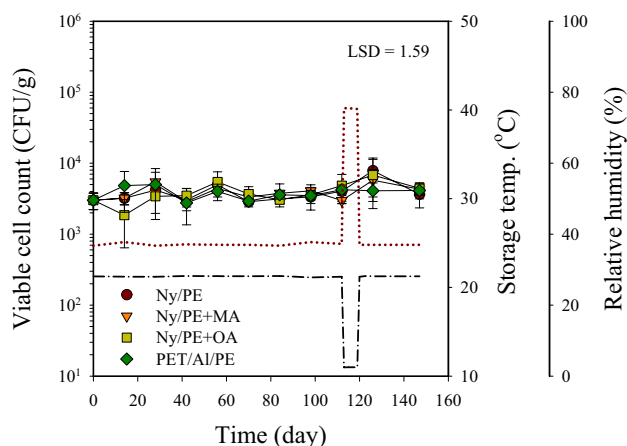 LSD = 1.59
Viable cell count (CFU/g)
10⁶
10⁵
10⁴
10³
10²
10¹
Ny/PE
Ny/PE+MA
Ny/PE+OA
PET/Al/PE
0 20 40 60 80 100 120 140 160
Time (day)
50
40
30
20
10
Storage temp. (°C)
100
80
60
40
20
0
Relative humidity (%)